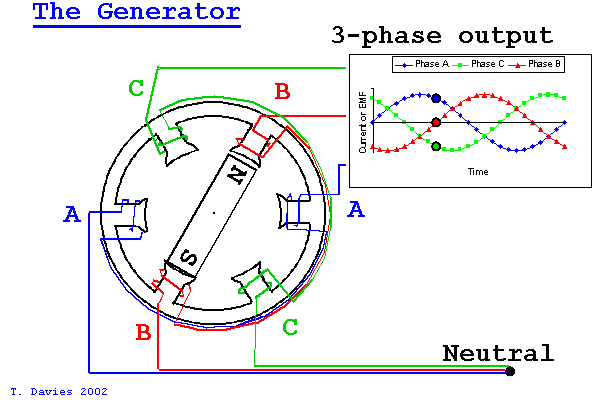 The Generator
3-phase output
Phase A Phase C Phase B
Current or EMF
Time
C
B
N
A
A
S
B
C
Neutral
T. Davies 2002